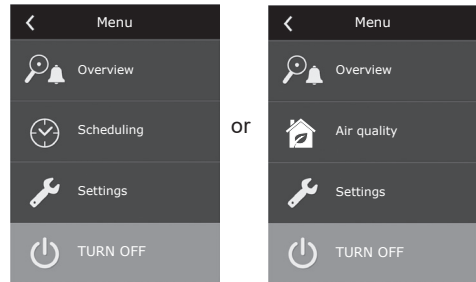 Menu
Overview
Scheduling
Settings
TURN OFF
or
Menu
Overview
Air quality
Settings
TURN OFF